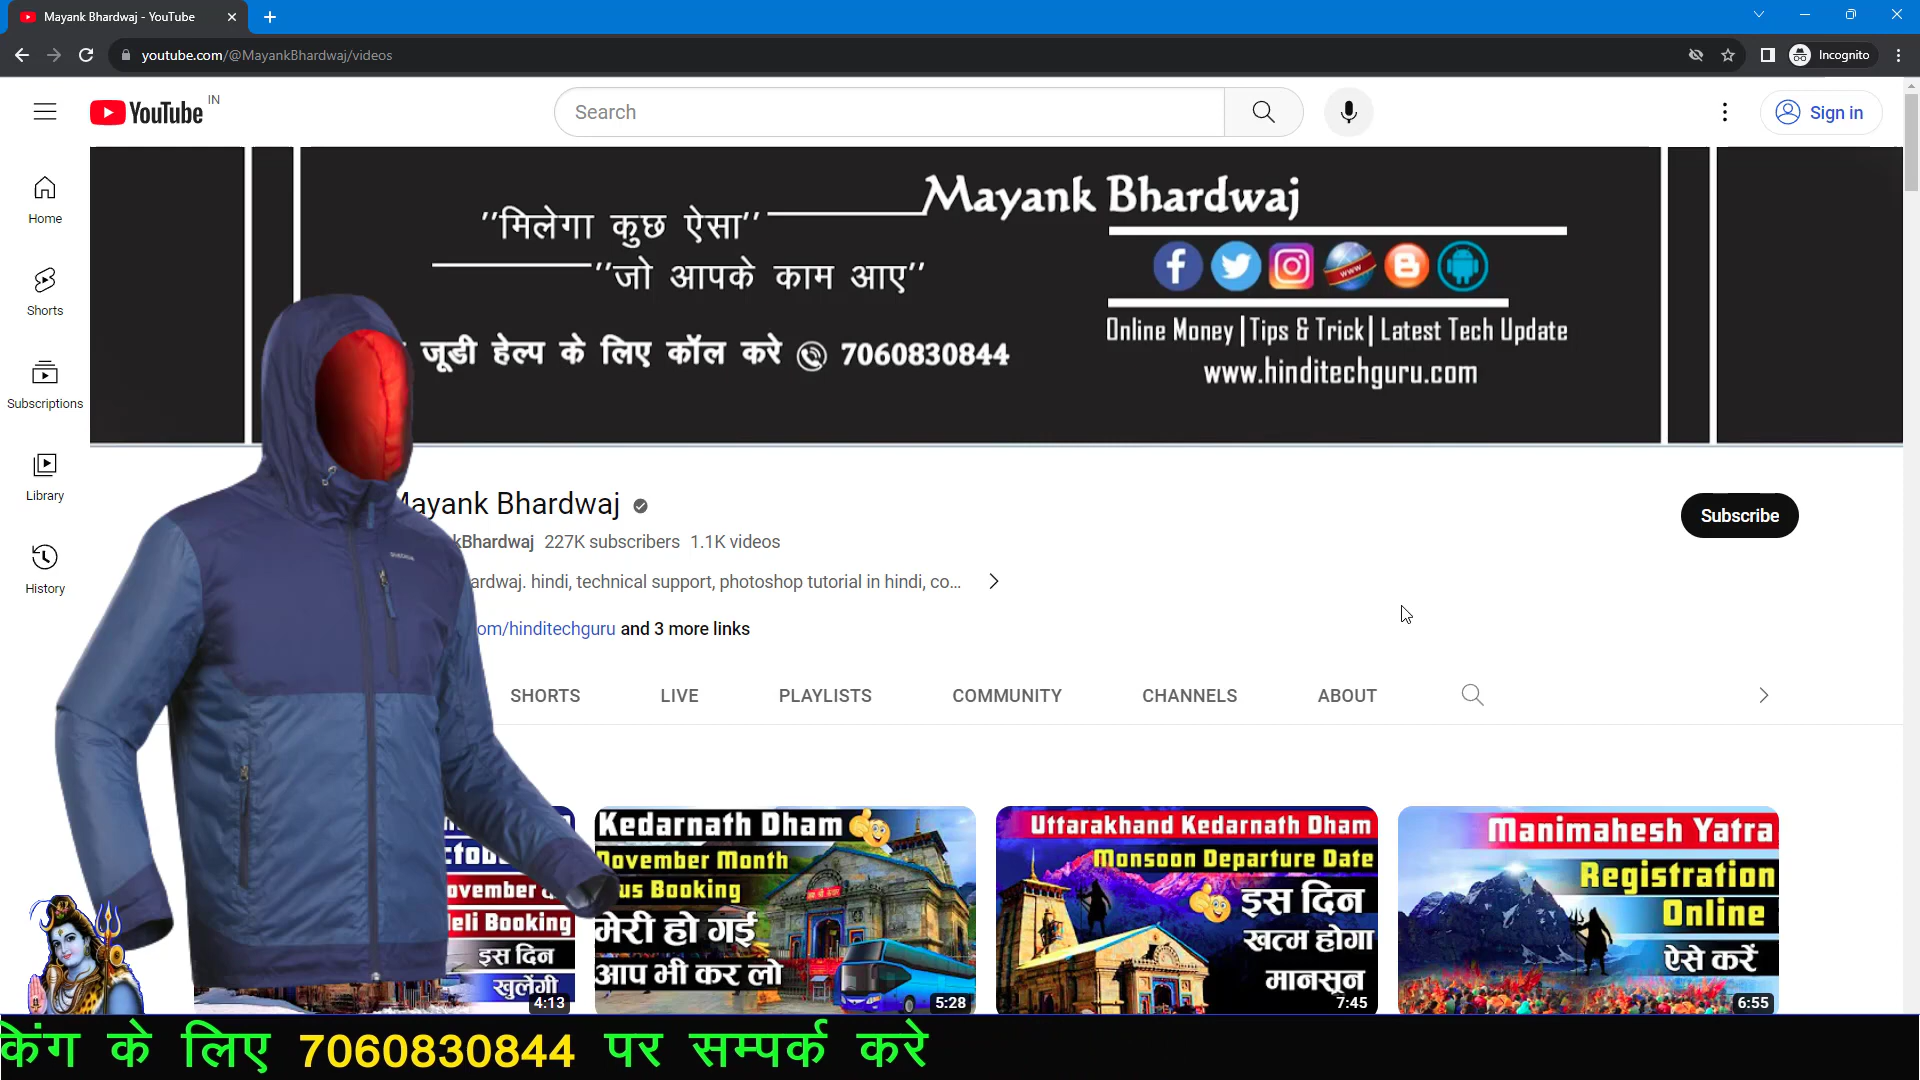 Mayank Bhardwaj - YouTube
youtube.com/@MayankBhardwaj/videos
Incognito
YouTube IN
Search
Sign in
Home
Shorts
Subscriptions
Library
History
Mayank Bhardwaj
''मिलेगा कुछ ऐसा''
''जो आपके काम आए''
जूडी हेल्प के लिए कॉल करे 7060830844
www
Online Money | Tips & Trick | Latest Tech Update
www.hinditechguru.com
Mayank Bhardwaj
kBhardwaj 227K subscribers 1.1K videos
ardwaj. hindi, technical support, photoshop tutorial in hindi, co...
om/hinditechguru and 3 more links
Subscribe
SHORTS LIVE PLAYLISTS COMMUNITY CHANNELS ABOUT
Booking
इस दिन
खुलेंगी
4:13
Kedarnath Dham
November Month
us Booking
मेरी हो गई
आप भी कर लो
5:28
Uttarakhand Kedarnath Dham
Monsoon Departure Date
इस दिन
खत्म होगा
मानसून
7:45
Manimahesh Yatra
Registration
Online
ऐसे करें
6:55
किंग के लिए 7060830844 पर सम्पर्क करे